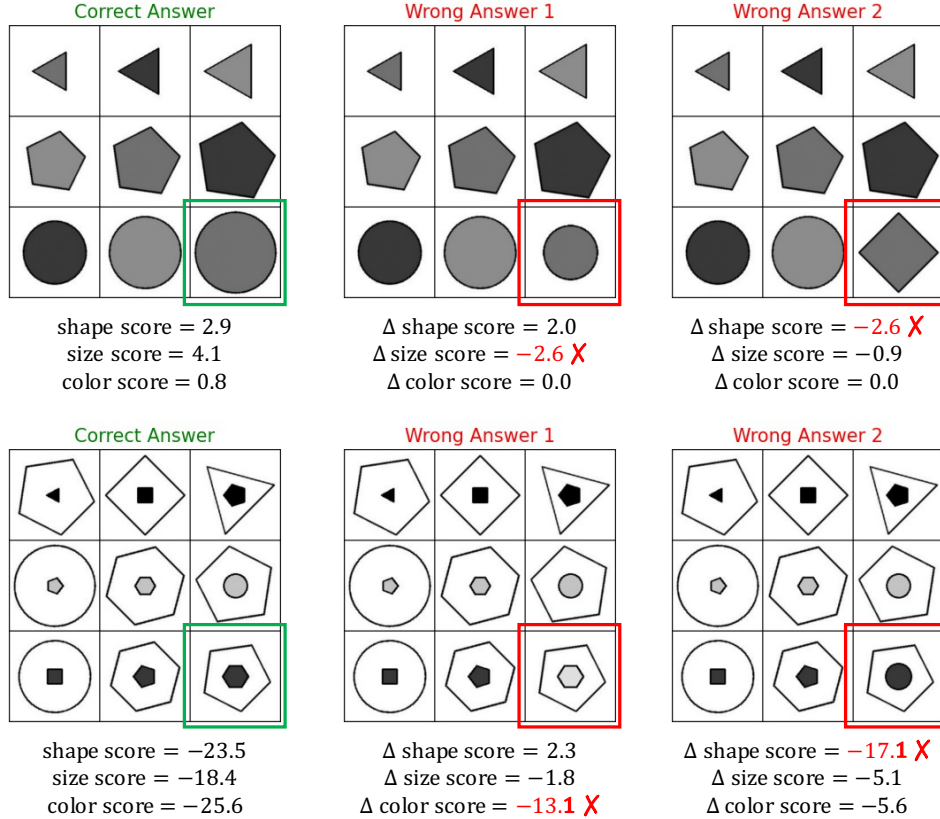 Correct Answer
Wrong Answer 1
Wrong Answer 2
shape score = 2.9
size score = 4.1
color score = 0.8
Δ shape score = 2.0
Δ size score = −2.6 ✗
Δ color score = 0.0
Δ shape score = −2.6 ✗
Δ size score = −0.9
Δ color score = 0.0
Correct Answer
Wrong Answer 1
Wrong Answer 2
shape score = −23.5
size score = −18.4
color score = −25.6
Δ shape score = 2.3
Δ size score = −1.8
Δ color score = −13.1 ✗
Δ shape score = −17.1 ✗
Δ size score = −5.1
Δ color score = −5.6